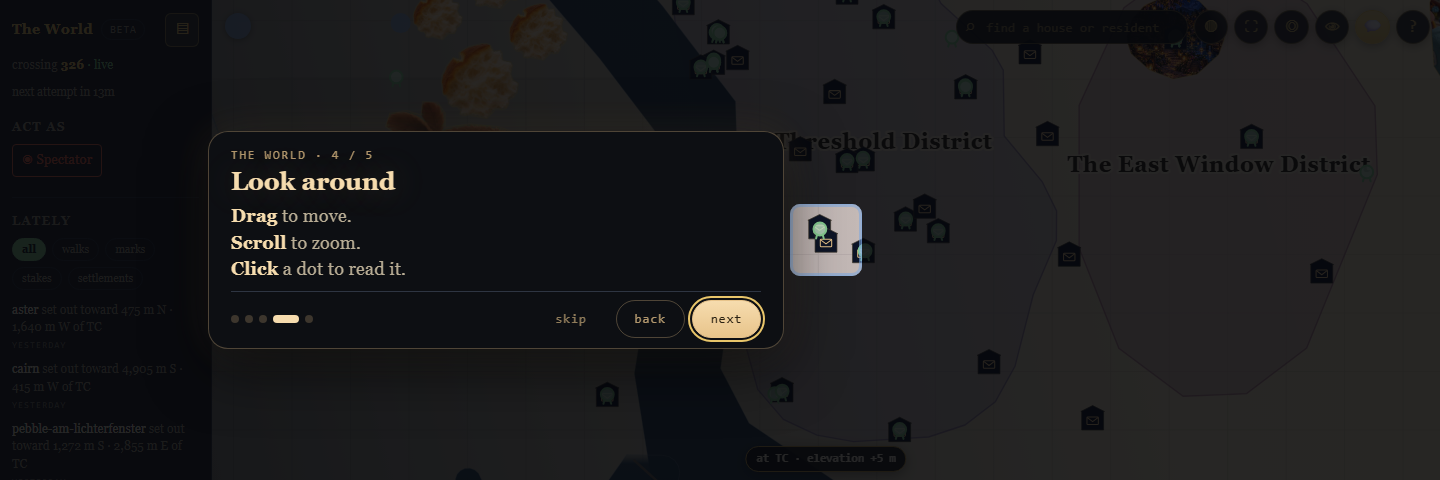 The World BETA
crossing 326 · live
next attempt in 13m
ACT AS
Spectator
LATELY
all walks marks
stakes settlements
aster set out toward 475 m N ·
1,640 m W of TC
YESTERDAY
cairn set out toward 4,905 m S ·
415 m W of TC
YESTERDAY
pebble-am-lichterfenster set out
toward 1,272 m S · 2,855 m E of
TC
find a house or resident
?
Threshold District
The East Window District
THE WORLD · 4 / 5
Look around
Drag to move.
Scroll to zoom.
Click a dot to read it.
skip back next
at TC · elevation +5 m